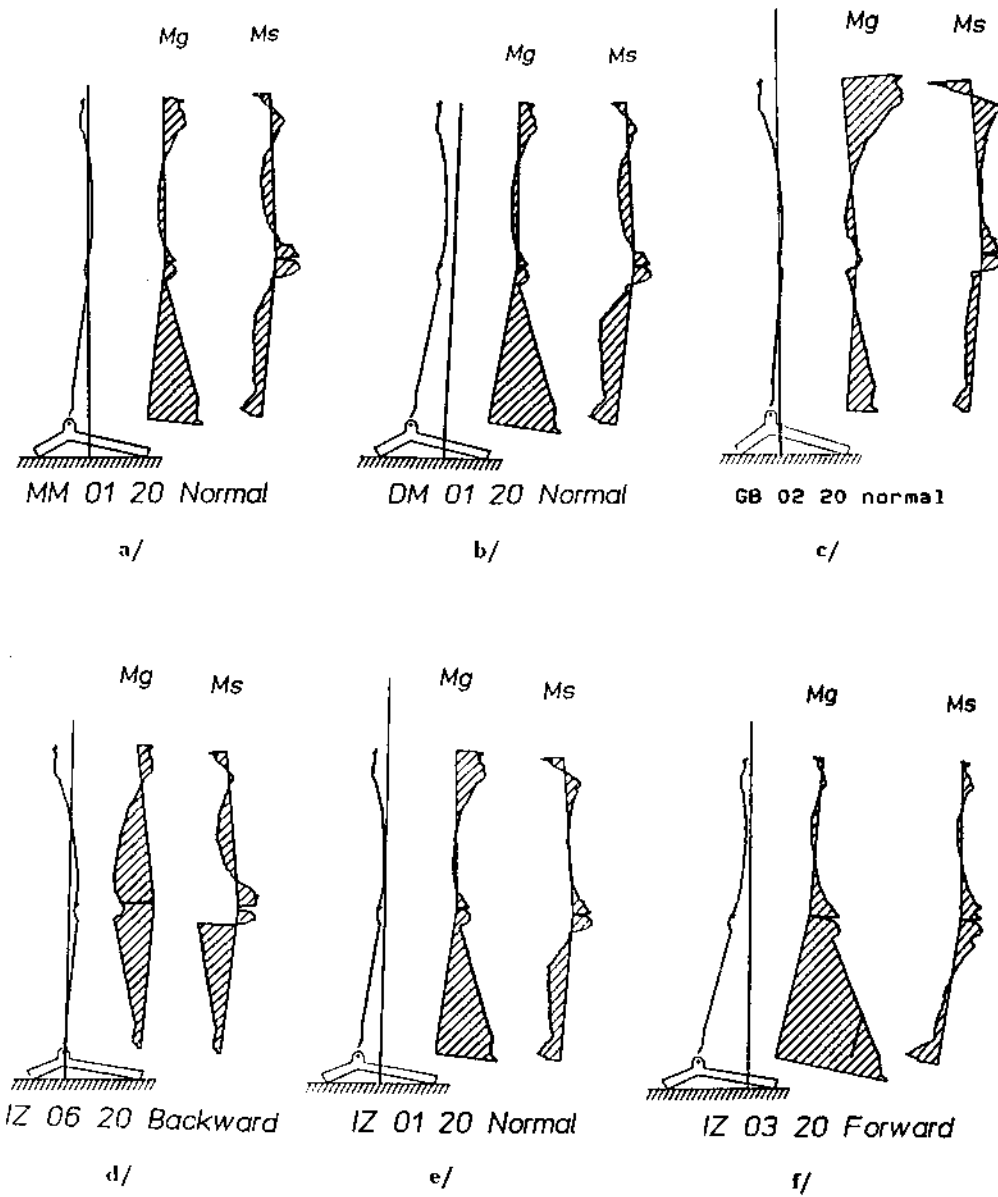 Mg Ms
Mg Ms
Mg Ms
MM 01 20 Normal
DM 01 20 Normal
GB 02 20 normal
a/
b/
c/
Mg Ms
Mg Ms
Mg Ms
IZ 06 20 Backward
IZ 01 20 Normal
IZ 03 20 Forward
d/
e/
f/